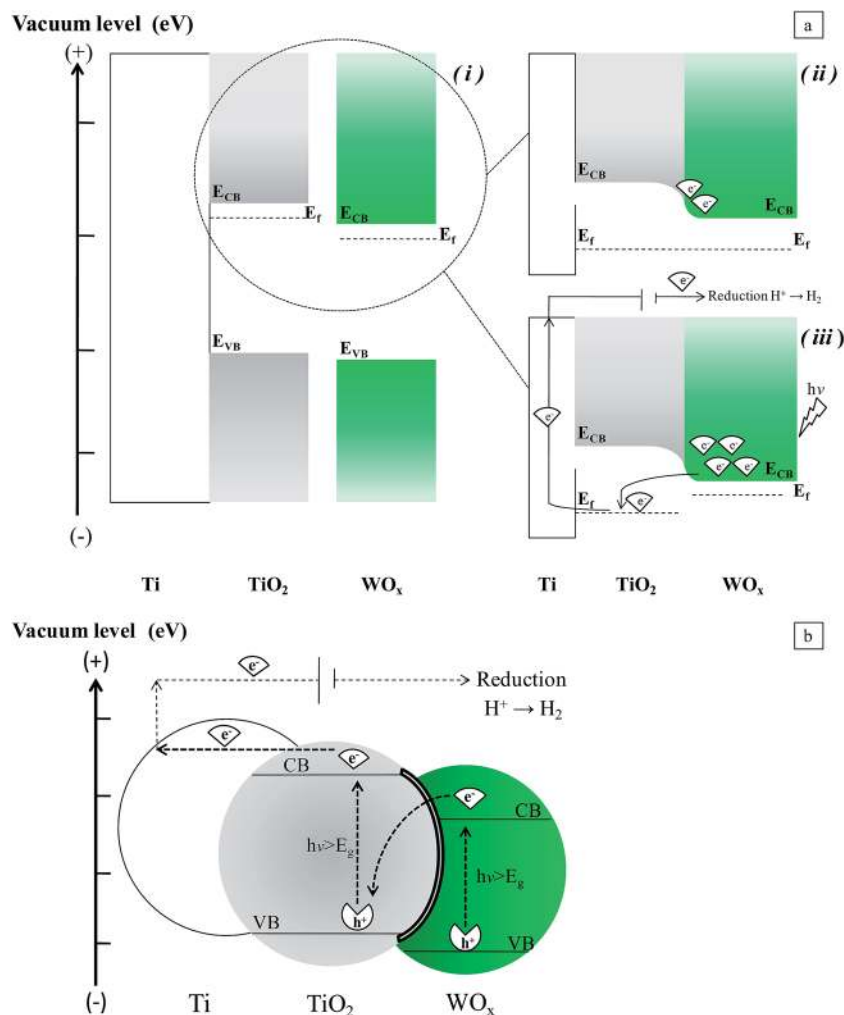 Vacuum level (eV)
a
(+)
(i)
E_CB
E_f
E_CB
E_f
E_VB
E_VB
(-)
(ii)
E_CB
e⁻
e⁻
E_CB
E_f
E_f
e⁻
Reduction H⁺ → H₂
(iii)
hν
e⁻
E_CB
e⁻ e⁻
e⁻ e⁻
E_CB
E_f
e⁻
E_f
Ti TiO₂ WOₓ
Ti TiO₂ WOₓ
Vacuum level (eV)
b
(+)
e⁻
Reduction
H⁺ → H₂
e⁻
e⁻
CB
e⁻
CB
hν>E_g
hν>E_g
h⁺
VB
h⁺
VB
(-)
Ti TiO₂ WOₓ